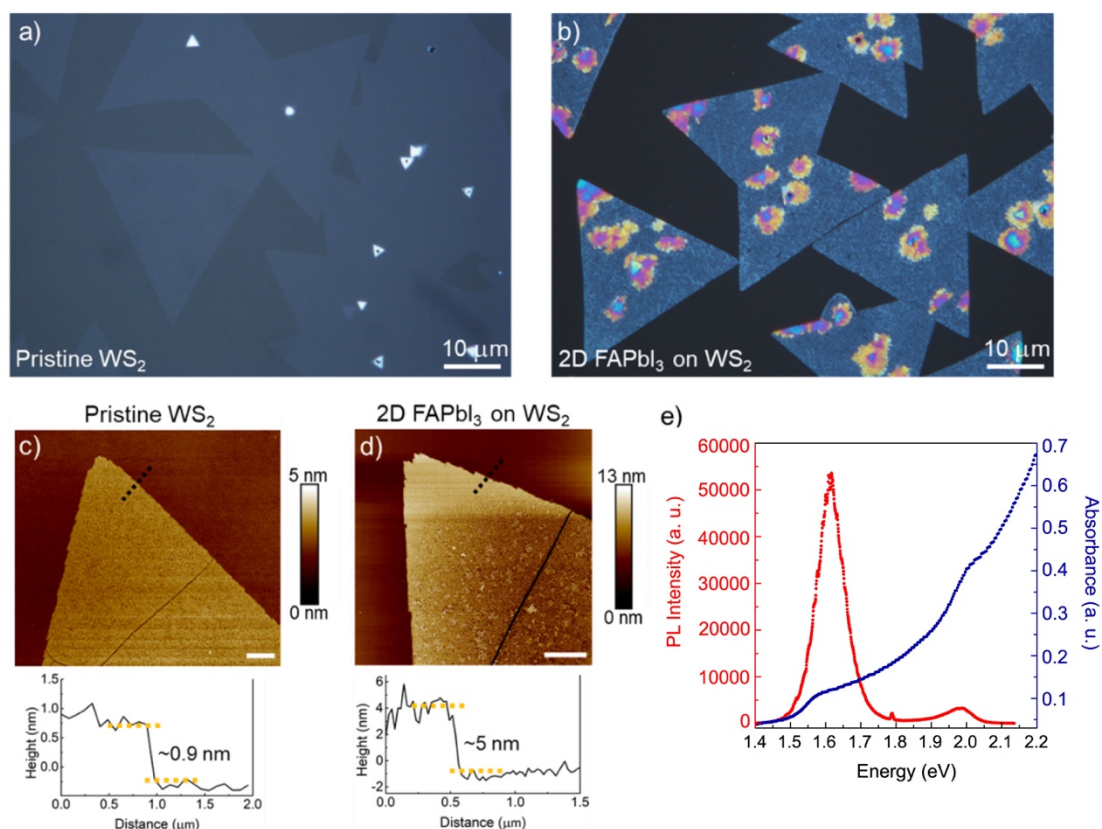 a)
Pristine WS₂
10 μm
b)
2D FAPbI₃ on WS₂
10 μm
Pristine WS₂
c)
5 nm
0 nm
1.5
1.0
0.5
0.0
Height (nm)
~0.9 nm
0.0 0.5 1.0 1.5 2.0
Distance (μm)
2D FAPbI₃ on WS₂
d)
13 nm
0 nm
6
4
2
0
-2
Height (nm)
~5 nm
0.0 0.5 1.0 1.5
Distance (μm)
e)
60000
50000
40000
30000
20000
10000
0
PL Intensity (a. u.)
0.7
0.6
0.5
0.4
0.3
0.2
0.1
Absorbance (a. u.)
1.4 1.5 1.6 1.7 1.8 1.9 2.0 2.1 2.2
Energy (eV)